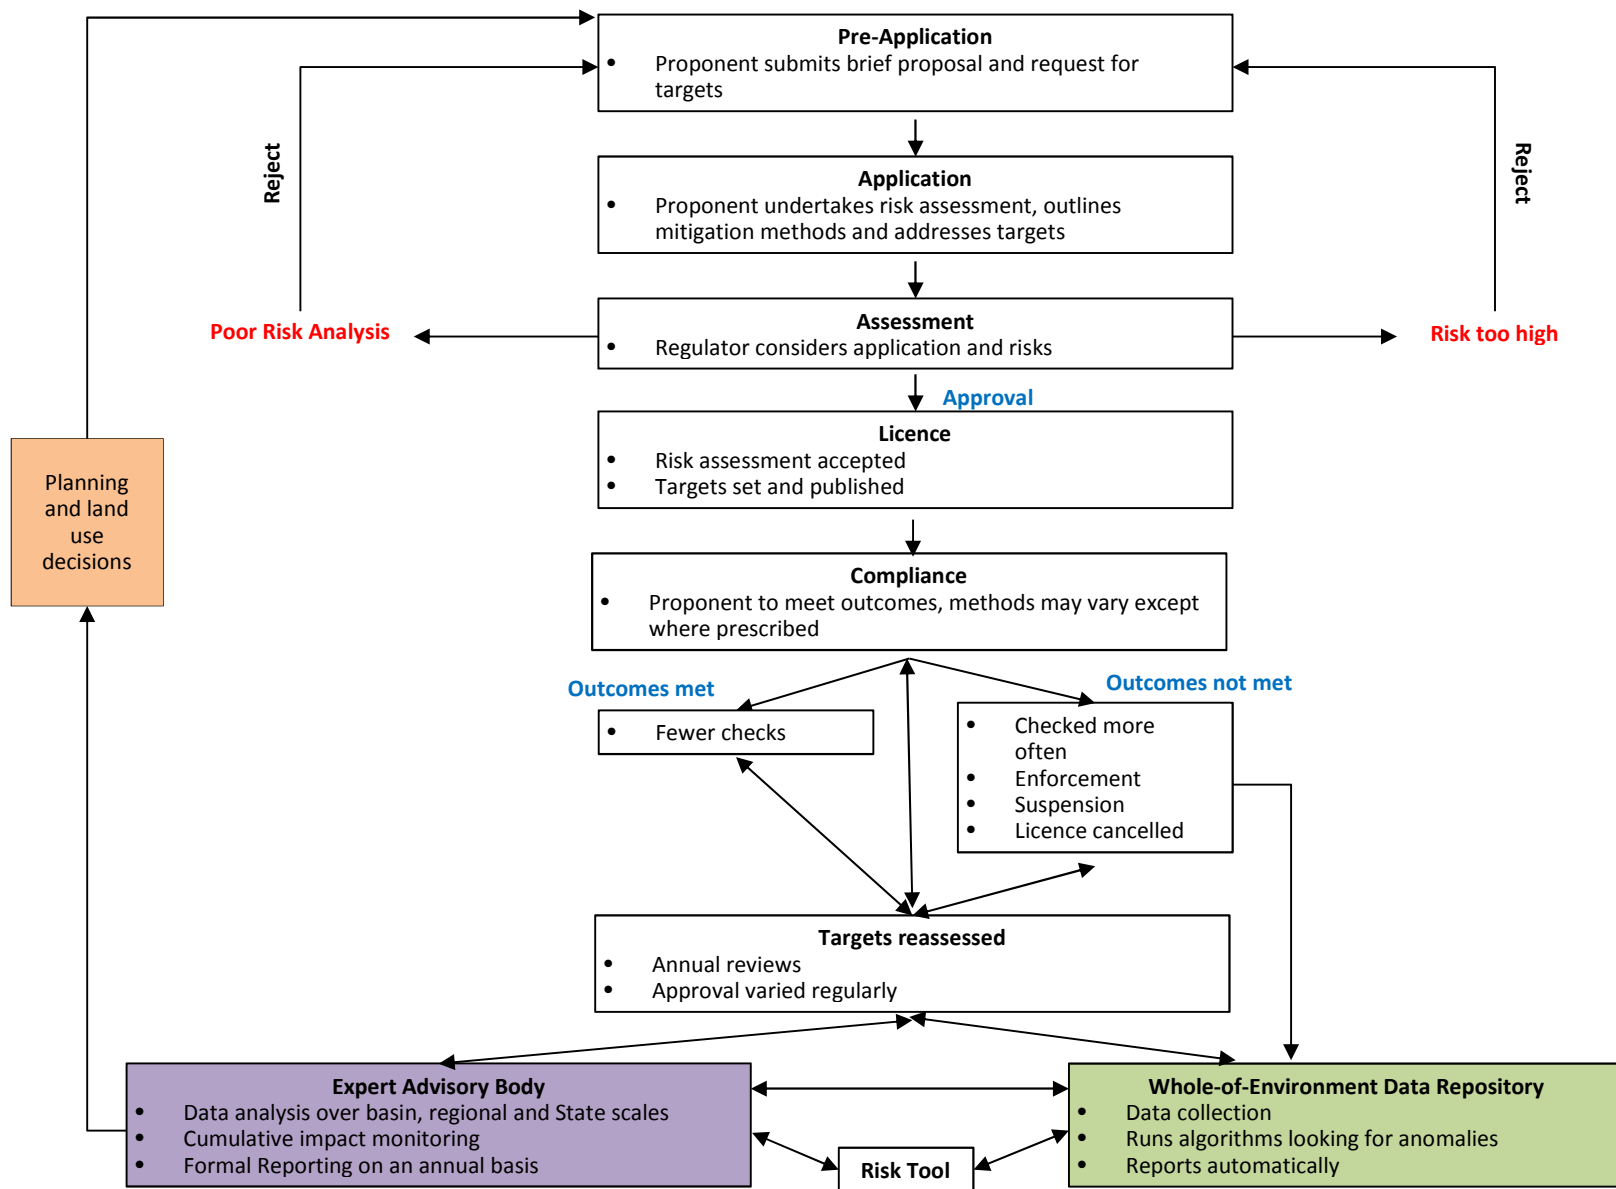 Pre-Application
• Proponent submits brief proposal and request for
targets
Reject
Reject
Application
• Proponent undertakes risk assessment, outlines
mitigation methods and addresses targets
Poor Risk Analysis
Assessment
• Regulator considers application and risks
Risk too high
Approval
Licence
• Risk assessment accepted
• Targets set and published
Planning
and land
use
decisions
Compliance
• Proponent to meet outcomes, methods may vary except
where prescribed
Outcomes met
Outcomes not met
• Fewer checks
• Checked more
often
• Enforcement
• Suspension
• Licence cancelled
Targets reassessed
• Annual reviews
• Approval varied regularly
Expert Advisory Body
• Data analysis over basin, regional and State scales
• Cumulative impact monitoring
• Formal Reporting on an annual basis
Risk Tool
Whole-of-Environment Data Repository
• Data collection
• Runs algorithms looking for anomalies
• Reports automatically